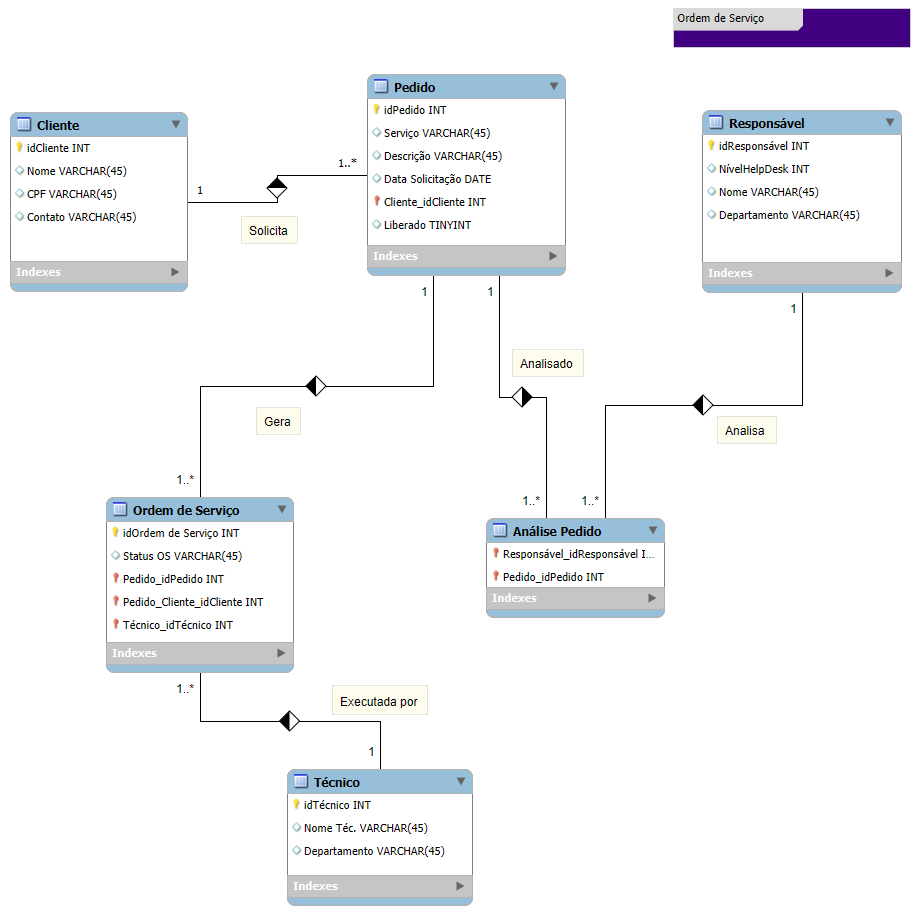 Ordem de Serviço
Pedido
idPedido INT
Serviço VARCHAR(45)
Descrição VARCHAR(45)
Data Solicitação DATE
Cliente_idCliente INT
Liberado TINYINT
Indexes
Cliente
idCliente INT
Nome VARCHAR(45)
CPF VARCHAR(45)
Contato VARCHAR(45)
Indexes
Responsável
idResponsável INT
NívelHelpDesk INT
Nome VARCHAR(45)
Departamento VARCHAR(45)
Indexes
1
1..*
Solicita
1
1
1
Analisado
Gera
Analisa
1..*
1..*
1..*
Ordem de Serviço
idOrdem de Serviço INT
Status OS VARCHAR(45)
Pedido_idPedido INT
Pedido_Cliente_idCliente INT
Técnico_idTécnico INT
Indexes
Análise Pedido
Responsável_idResponsável I...
Pedido_idPedido INT
Indexes
1..*
Executada por
1
Técnico
idTécnico INT
Nome Téc. VARCHAR(45)
Departamento VARCHAR(45)
Indexes